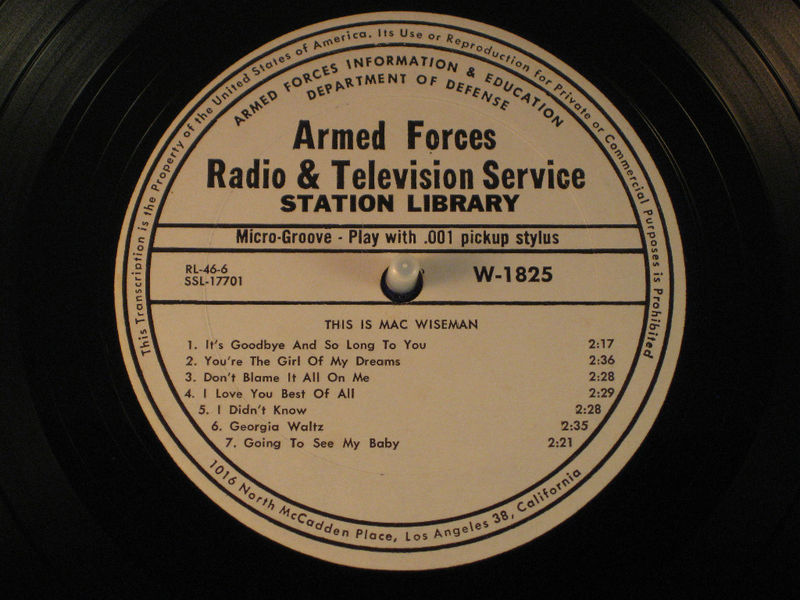 This Transcription is the Property of the United States of America. Its Use or Reproduction for Private or Commercial Purposes is Prohibited
ARMED FORCES INFORMATION & EDUCATION
DEPARTMENT OF DEFENSE
Armed Forces
Radio & Television Service
STATION LIBRARY
Micro-Groove - Play with .001 pickup stylus
RL-46-6
SSL-17701
W-1825
THIS IS MAC WISEMAN
1. It's Goodbye And So Long To You 2:17
2. You're The Girl Of My Dreams 2:36
3. Don't Blame It All On Me 2:28
4. I Love You Best Of All 2:29
5. I Didn't Know 2:28
6. Georgia Waltz 2:35
7. Going To See My Baby 2:21
1016 North McCadden Place, Los Angeles 38, California